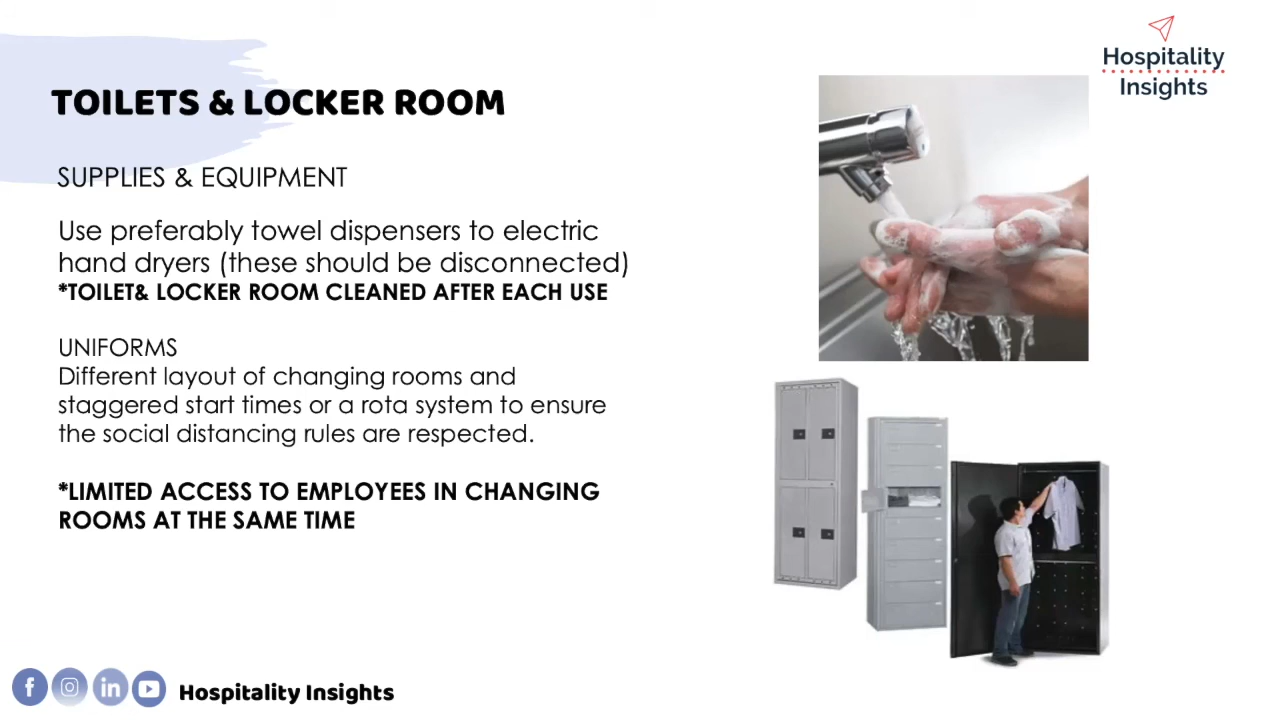 Hospitality
Insights
TOILETS & LOCKER ROOM
SUPPLIES & EQUIPMENT
Use preferably towel dispensers to electric
hand dryers (these should be disconnected)
*TOILET& LOCKER ROOM CLEANED AFTER EACH USE
UNIFORMS
Different layout of changing rooms and
staggered start times or a rota system to ensure
the social distancing rules are respected.
*LIMITED ACCESS TO EMPLOYEES IN CHANGING
ROOMS AT THE SAME TIME
Hospitality Insights